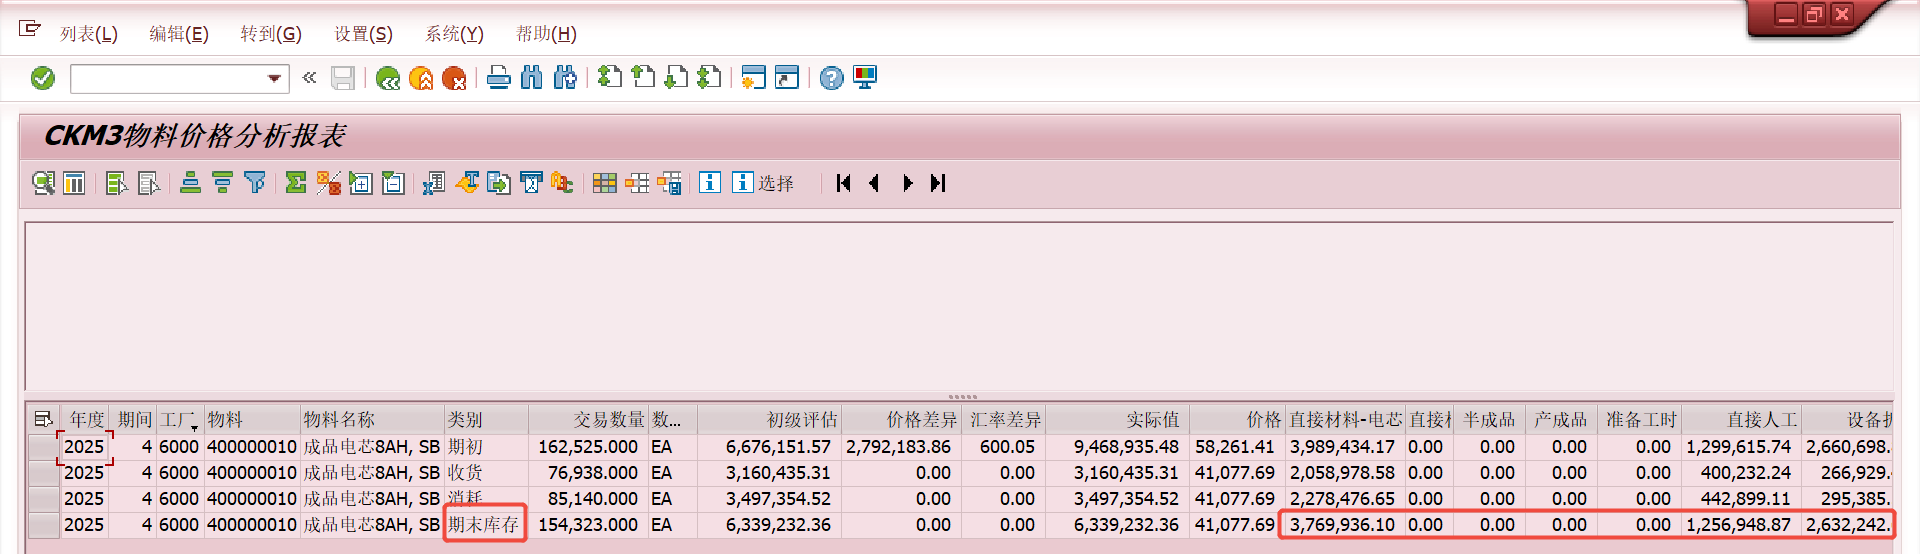 列表(L) 编辑(E) 转到(G) 设置(S) 系统(Y) 帮助(H)
CKM3物料价格分析报表
选择
年度 期间 工厂 物料 物料名称 类别 交易数量 数... 初级评估 价格差异 汇率差异 实际值 价格 直接材料-电芯 直接 半成品 产成品 准备工时 直接人工 设备
2025 4 6000 400000010 成品电芯8AH, SB 期初 162,525.000 EA 6,676,151.57 2,792,183.86 600.05 9,468,935.48 58,261.41 3,989,434.17 0.00 0.00 0.00 0.00 1,299,615.74 2,660,698.
2025 4 6000 400000010 成品电芯8AH, SB 收货 76,938.000 EA 3,160,435.31 0.00 0.00 3,160,435.31 41,077.69 2,058,978.58 0.00 0.00 0.00 0.00 400,232.24 266,929.
2025 4 6000 400000010 成品电芯8AH, SB 消耗 85,140.000 EA 3,497,354.52 0.00 0.00 3,497,354.52 41,077.69 2,278,476.65 0.00 0.00 0.00 0.00 442,899.11 295,385.
2025 4 6000 400000010 成品电芯8AH, SB 期末库存 154,323.000 EA 6,339,232.36 0.00 0.00 6,339,232.36 41,077.69 3,769,936.10 0.00 0.00 0.00 0.00 1,256,948.87 2,632,242.